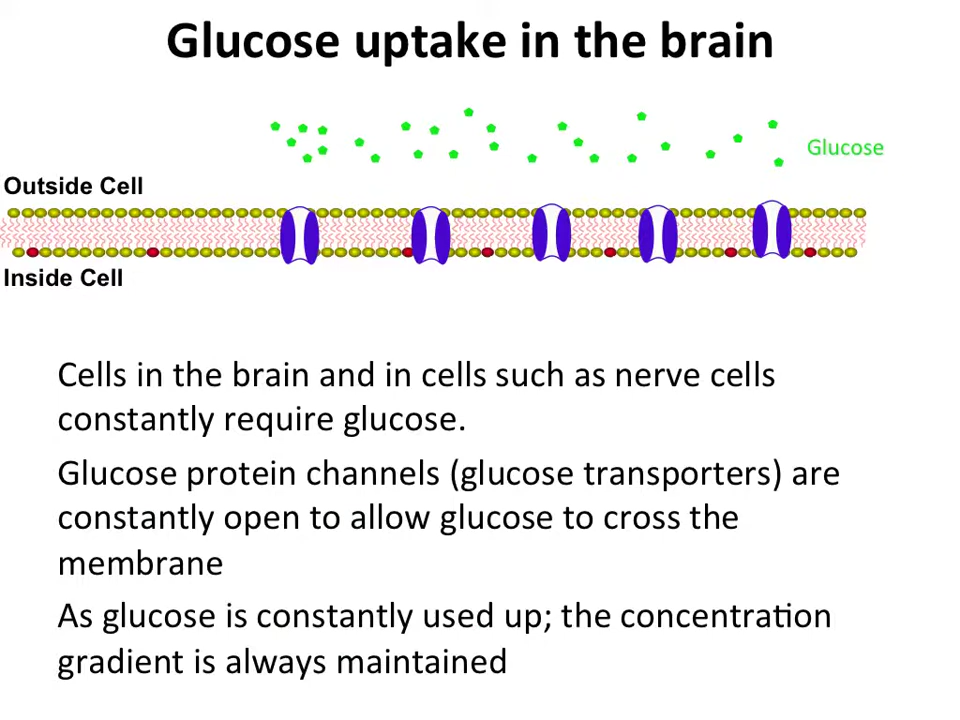 Glucose uptake in the brain
Glucose
Outside Cell
Inside Cell
Cells in the brain and in cells such as nerve cells
constantly require glucose.
Glucose protein channels (glucose transporters) are
constantly open to allow glucose to cross the
membrane
As glucose is constantly used up; the concentration
gradient is always maintained